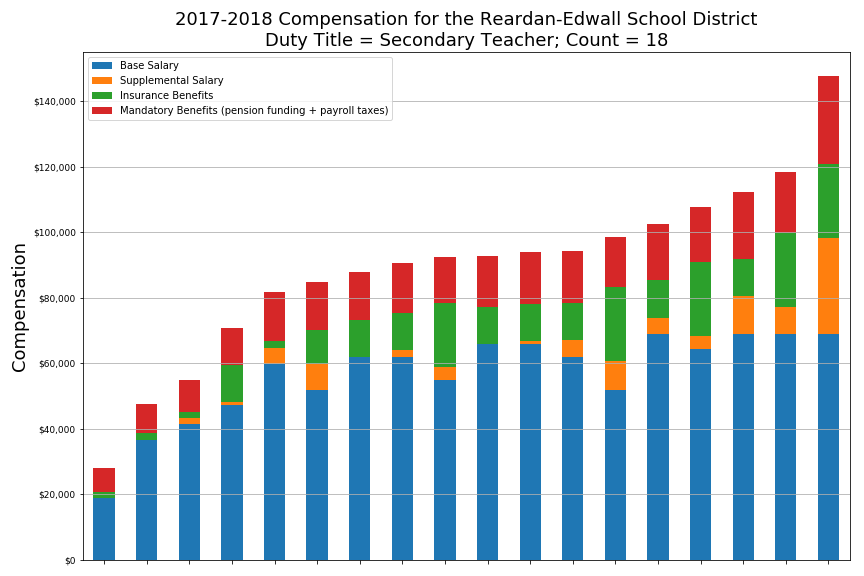 2017-2018 Compensation for the Reardan-Edwall School District
Duty Title = Secondary Teacher; Count = 18
Base Salary
Supplemental Salary
Insurance Benefits
Mandatory Benefits (pension funding + payroll taxes)
$140,000
$120,000
$100,000
$80,000
$60,000
$40,000
$20,000
$0
Compensation